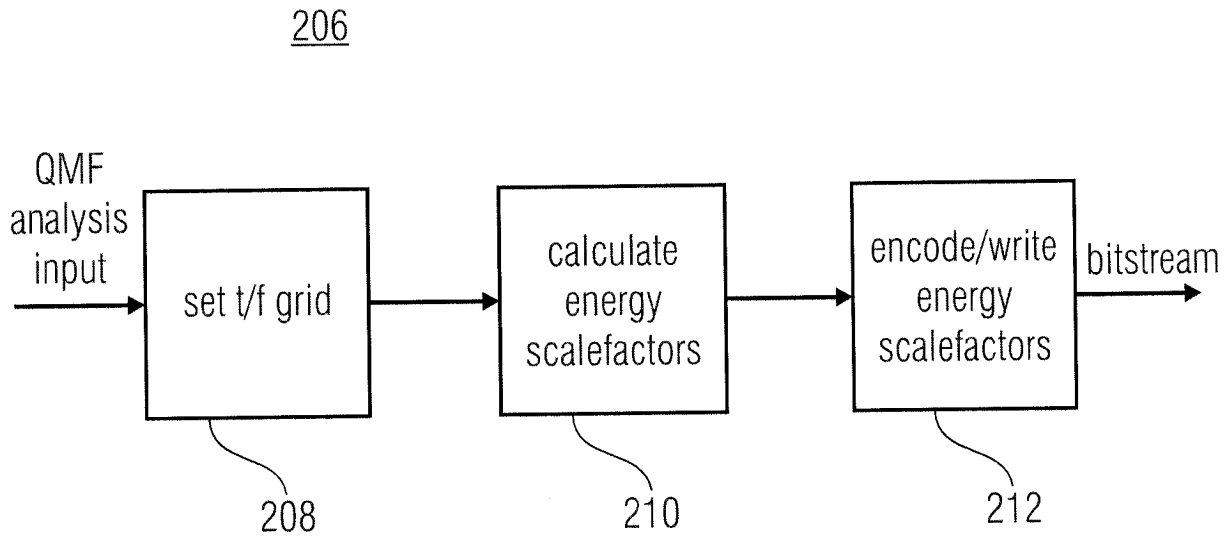 206
QMF
analysis
input
set t/f grid
calculate
energy
scalefactors
encode/write
energy
scalefactors
bitstream
208
210
212